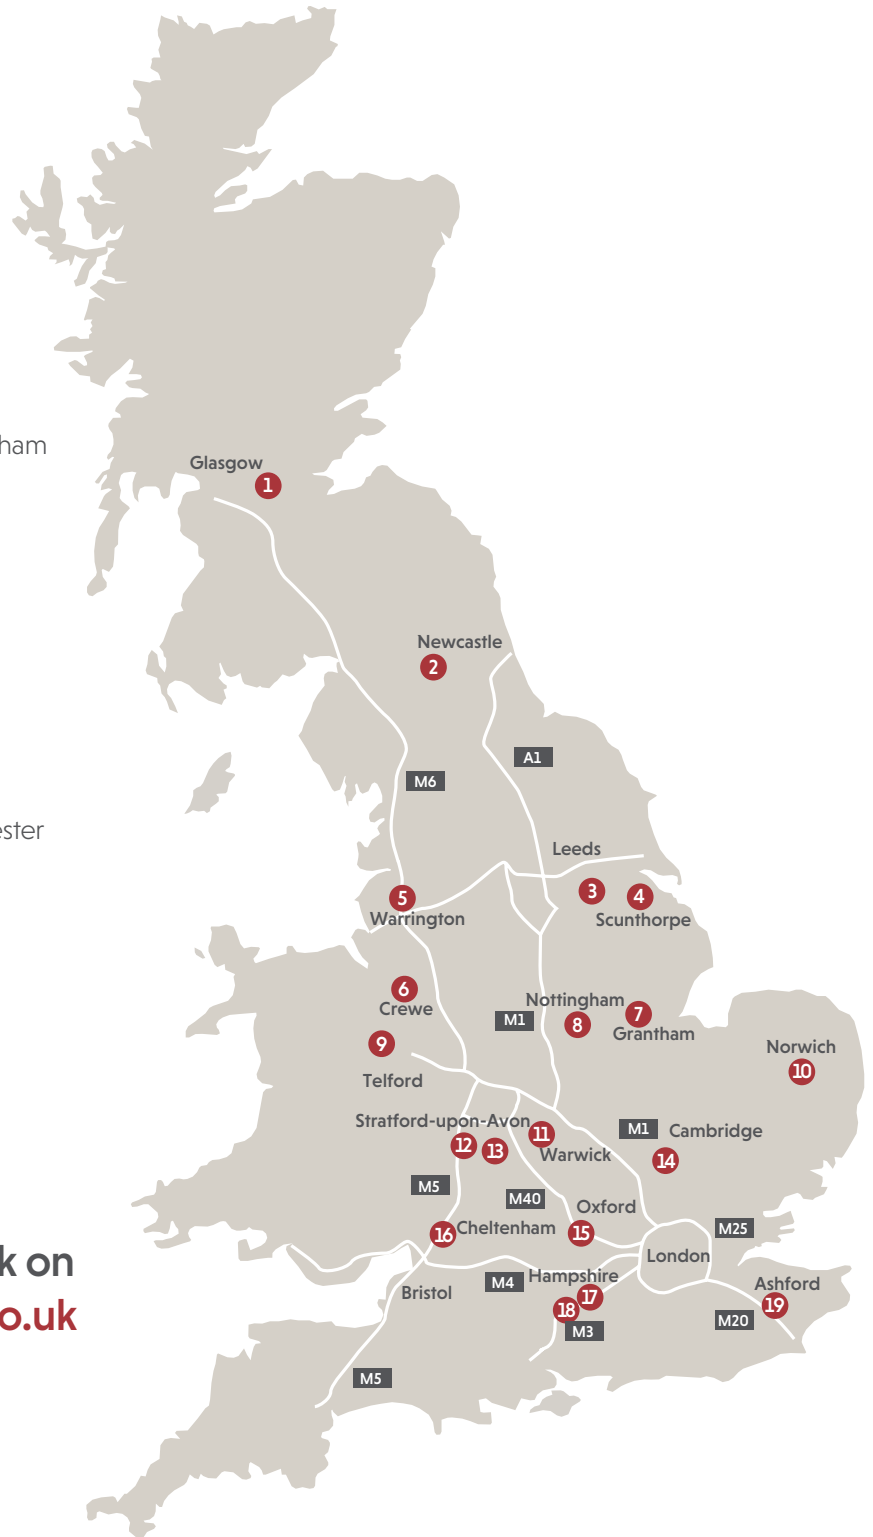 ham
Glasgow
1
Newcastle
2
A1
M6
ester
Leeds
3
4
5
Scunthorpe
Warrington
6
Crewe
Nottingham
7
M1
8
Grantham
9
Norwich
10
Telford
Stratford-upon-Avon
11
M1
Cambridge
12
13
Warwick
14
M5
M40
Oxford
16
Cheltenham
15
M25
k on
London
M4
Hampshire
Ashford
Bristol
17
18
19
o.uk
M3
M20
M5